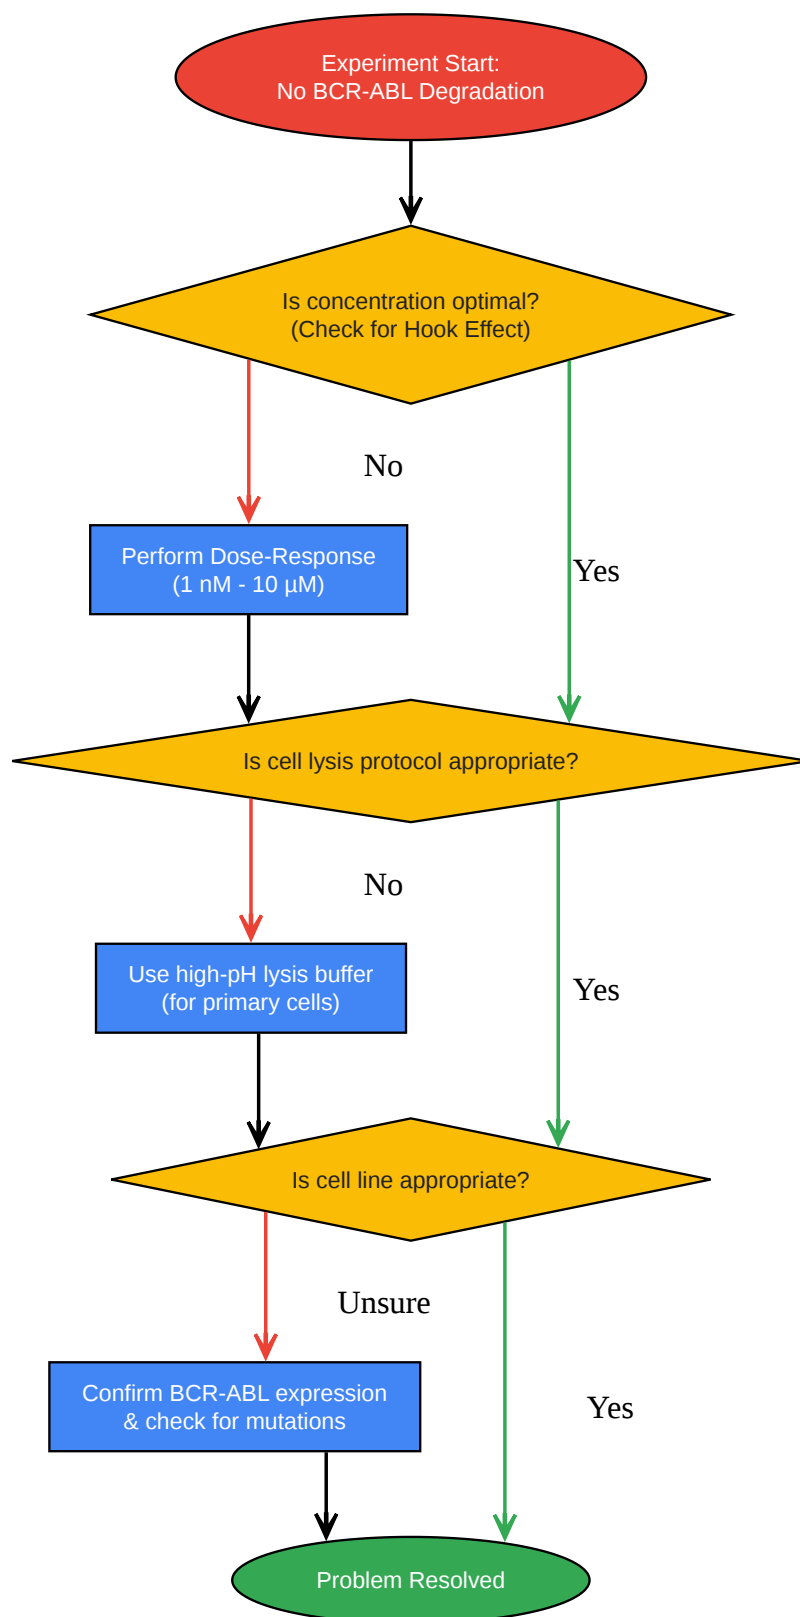 Experiment Start:
No BCR-ABL Degradation
Is concentration optimal?
(Check for Hook Effect)
No
Perform Dose-Response
(1 nM - 10 µM)
Yes
Is cell lysis protocol appropriate?
No
Use high-pH lysis buffer
(for primary cells)
Yes
Is cell line appropriate?
Unsure
Confirm BCR-ABL expression
& check for mutations
Yes
Problem Resolved